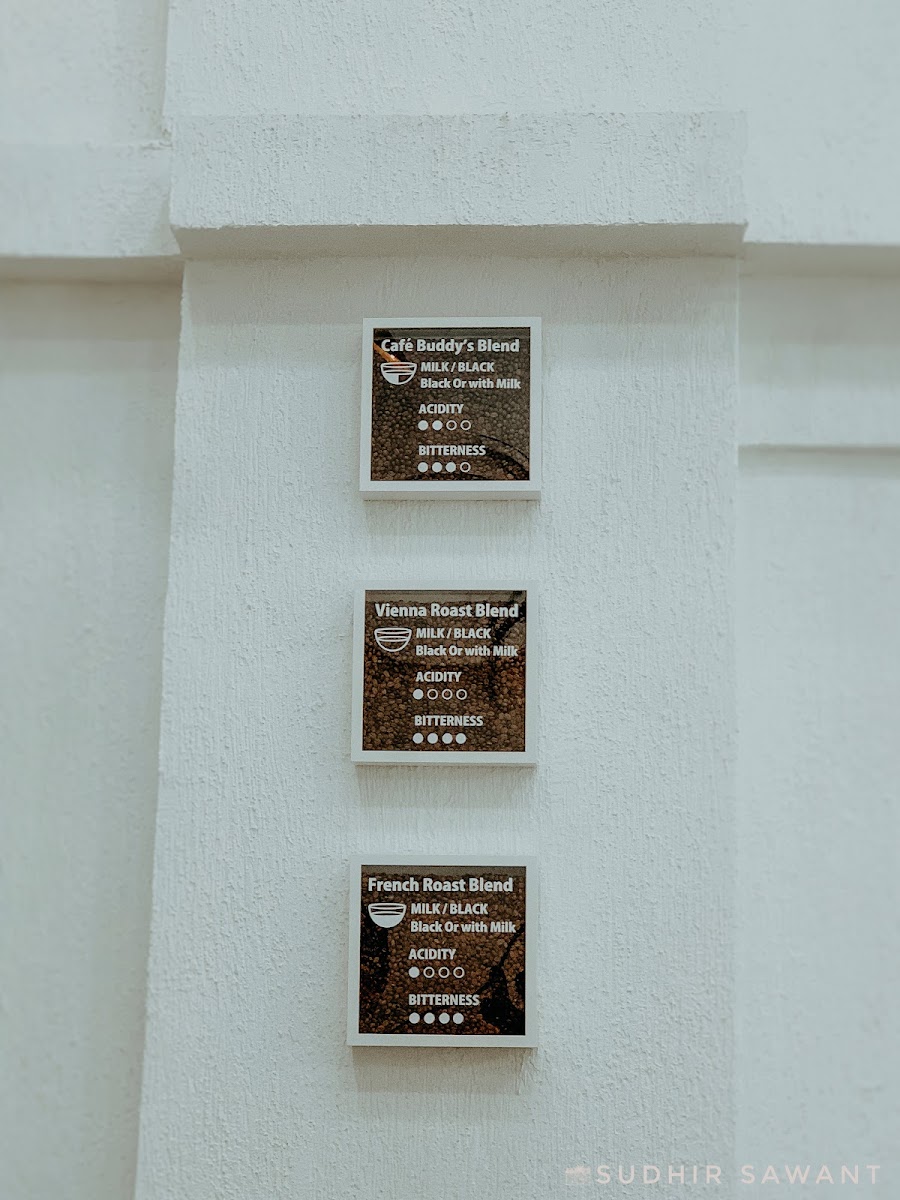 Café Buddy's Blend
MILK / BLACK
Black Or with Milk
ACIDITY
BITTERNESS
Vienna Roast Blend
MILK / BLACK
Black Or with Milk
ACIDITY
BITTERNESS
French Roast Blend
MILK / BLACK
Black Or with Milk
ACIDITY
BITTERNESS
SUDHIR SAWANT